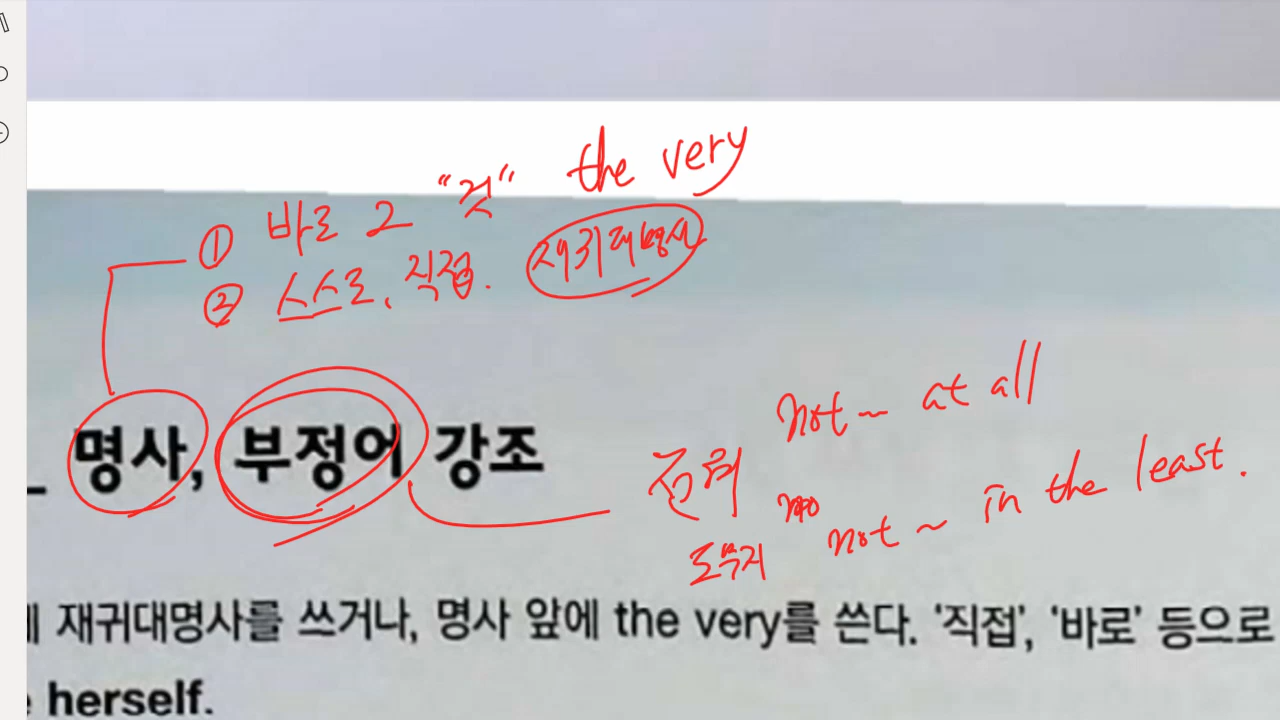 the very
① 바로 그 "것"
② 스스로, 직접. 재귀대명사
명사, 부정어 강조
not ~ at all
전혀 no not ~ in the least.
도무지
재귀대명사를 쓰거나, 명사 앞에 the very를 쓴다. ‘직접’, ‘바로’ 등으로
herself.